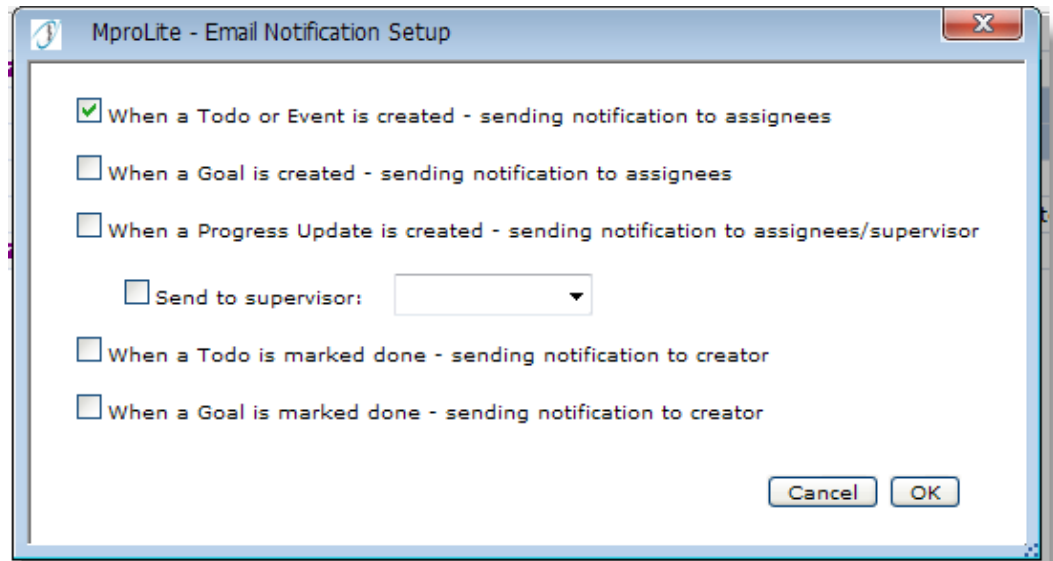 MproLite - Email Notification Setup
When a Todo or Event is created - sending notification to assignees
When a Goal is created - sending notification to assignees
When a Progress Update is created - sending notification to assignees/supervisor
Send to supervisor:
When a Todo is marked done - sending notification to creator
When a Goal is marked done - sending notification to creator
Cancel OK